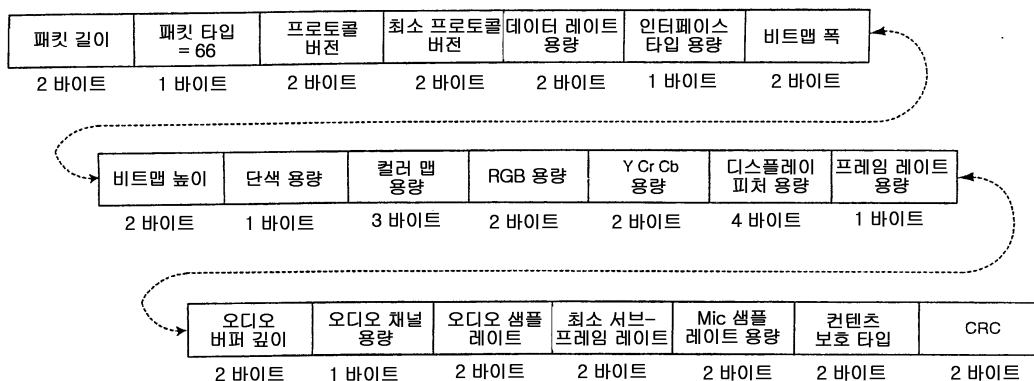 패킷 길이
패킷 타입
= 66
프로토콜
버전
최소 프로토콜
버전
데이터 레이트
용량
인터페이스
타입 용량
비트맵 폭
2 바이트
1 바이트
2 바이트
2 바이트
2 바이트
1 바이트
2 바이트
비트맵 높이
단색 용량
컬러 맵
용량
RGB 용량
Y Cr Cb
용량
디스플레이
피처 용량
프레임 레이트
용량
2 바이트
1 바이트
3 바이트
2 바이트
2 바이트
4 바이트
1 바이트
오디오
버퍼 깊이
오디오 채널
용량
오디오 샘플
레이트
최소 서브-
프레임 레이트
Mic 샘플
레이트 용량
컨텐츠
보호 타입
CRC
2 바이트
1 바이트
2 바이트
2 바이트
2 바이트
2 바이트
2 바이트